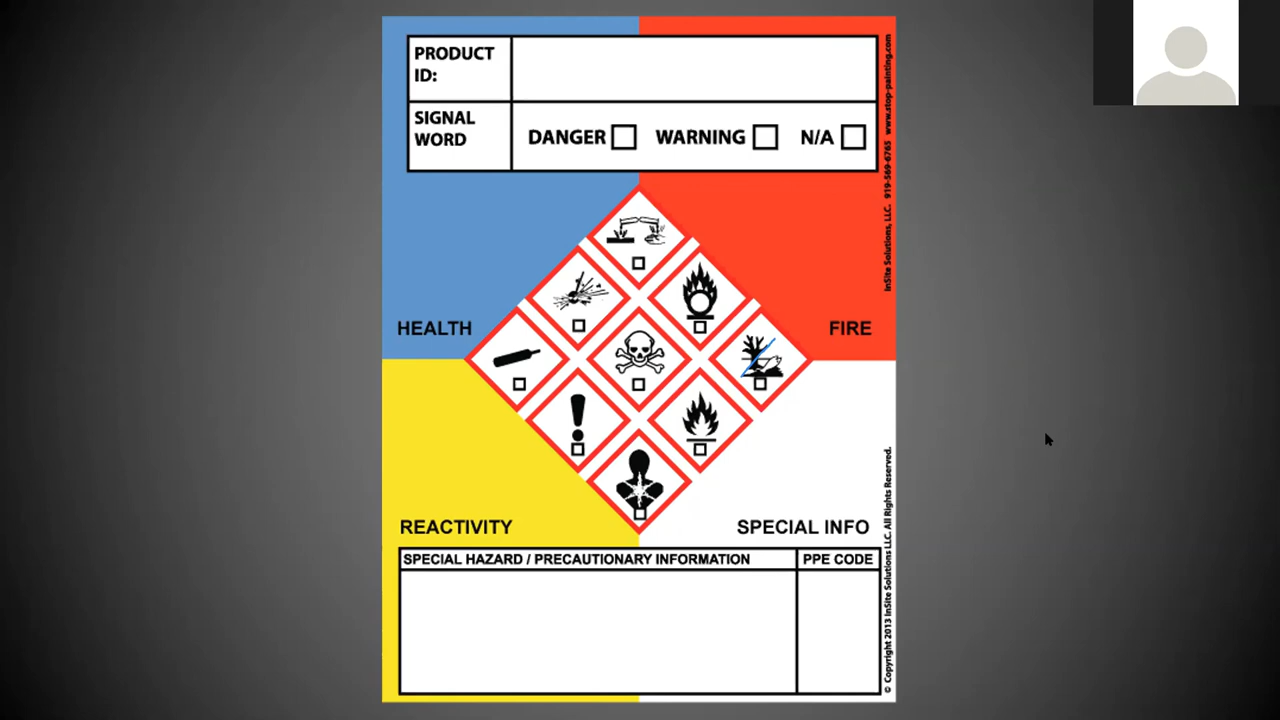 PRODUCT
ID:
SIGNAL
WORD
DANGER WARNING N/A
InSite Solutions, LLC. 919-569-6765 www.stop-painting.com
HEALTH
FIRE
REACTIVITY
SPECIAL INFO
SPECIAL HAZARD / PRECAUTIONARY INFORMATION
PPE CODE
© Copyright 2013 InSite Solutions LLC. All Rights Reserved.